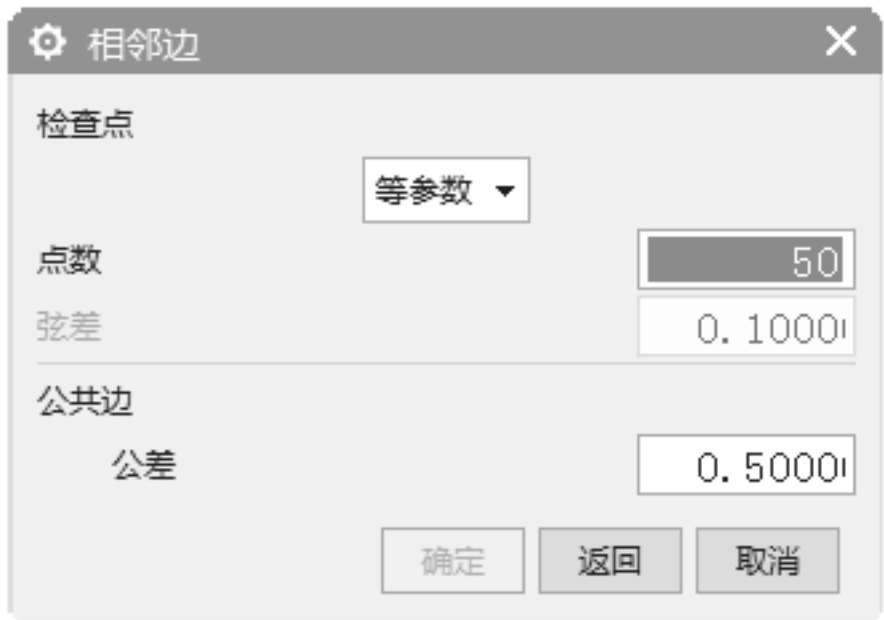 相邻边
检查点
等参数
点数 50
弦差 0.1000
公共边
公差 0.5000
确定 返回 取消